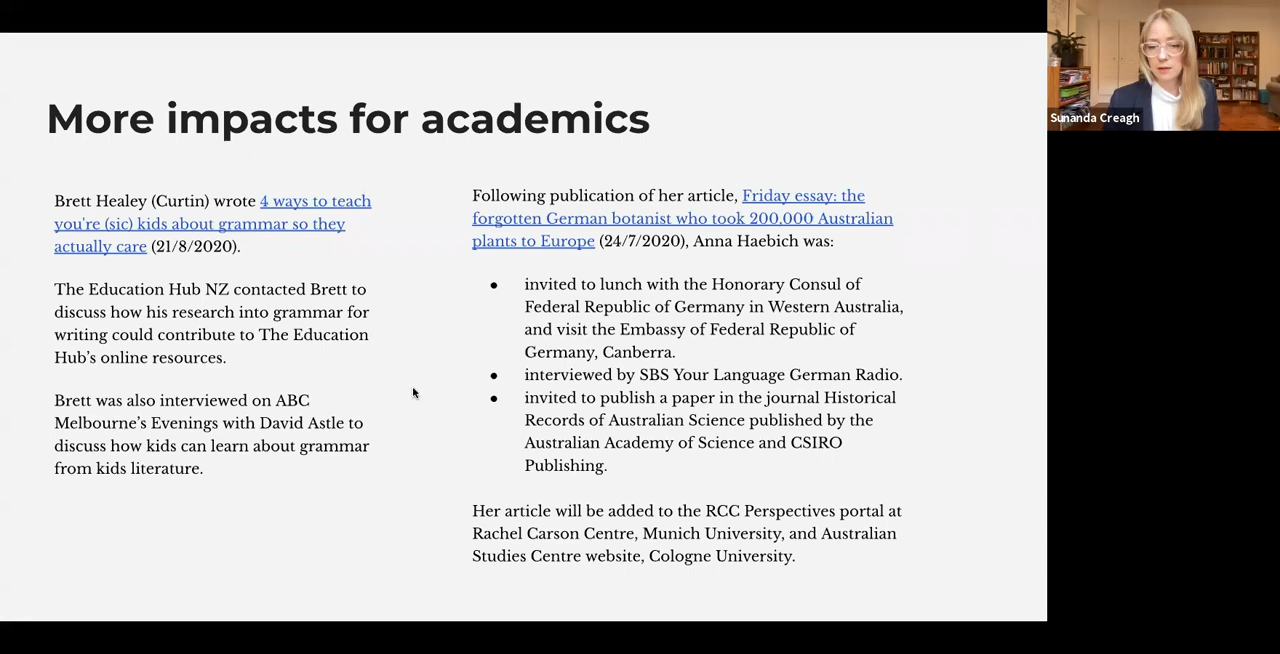 More impacts for academics
Brett Healey (Curtin) wrote 4 ways to teach
you're (sic) kids about grammar so they
actually care (21/8/2020).
The Education Hub NZ contacted Brett to
discuss how his research into grammar for
writing could contribute to The Education
Hub's online resources.
Brett was also interviewed on ABC
Melbourne's Evenings with David Astle to
discuss how kids can learn about grammar
from kids literature.
Following publication of her article, Friday essay: the
forgotten German botanist who took 200,000 Australian
plants to Europe (24/7/2020), Anna Haebich was:
● invited to lunch with the Honorary Consul of
Federal Republic of Germany in Western Australia,
and visit the Embassy of Federal Republic of
Germany, Canberra.
● interviewed by SBS Your Language German Radio.
● invited to publish a paper in the journal Historical
Records of Australian Science published by the
Australian Academy of Science and CSIRO
Publishing.
Her article will be added to the RCC Perspectives portal at
Rachel Carson Centre, Munich University, and Australian
Studies Centre website, Cologne University.
Sunanda Creagh